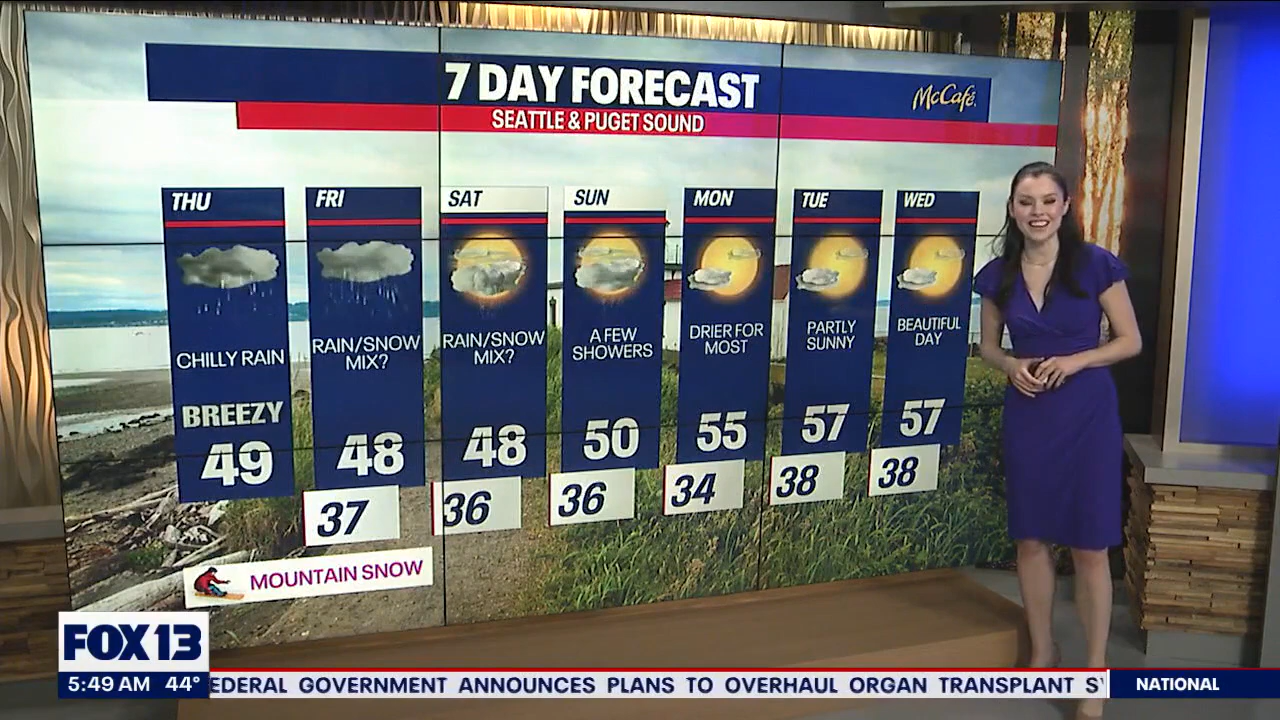 7 DAY FORECAST
McCafé
SEATTLE & PUGET SOUND
THU
CHILLY RAIN
BREEZY
49
FRI
RAIN/SNOW
MIX?
48
37
SAT
RAIN/SNOW
MIX?
48
36
SUN
A FEW
SHOWERS
50
36
MON
DRIER FOR
MOST
55
34
TUE
PARTLY
SUNNY
57
38
WED
BEAUTIFUL
DAY
57
38
MOUNTAIN SNOW
FOX 13
5:49 AM 44°
EDERAL GOVERNMENT ANNOUNCES PLANS TO OVERHAUL ORGAN TRANSPLANT S
NATIONAL